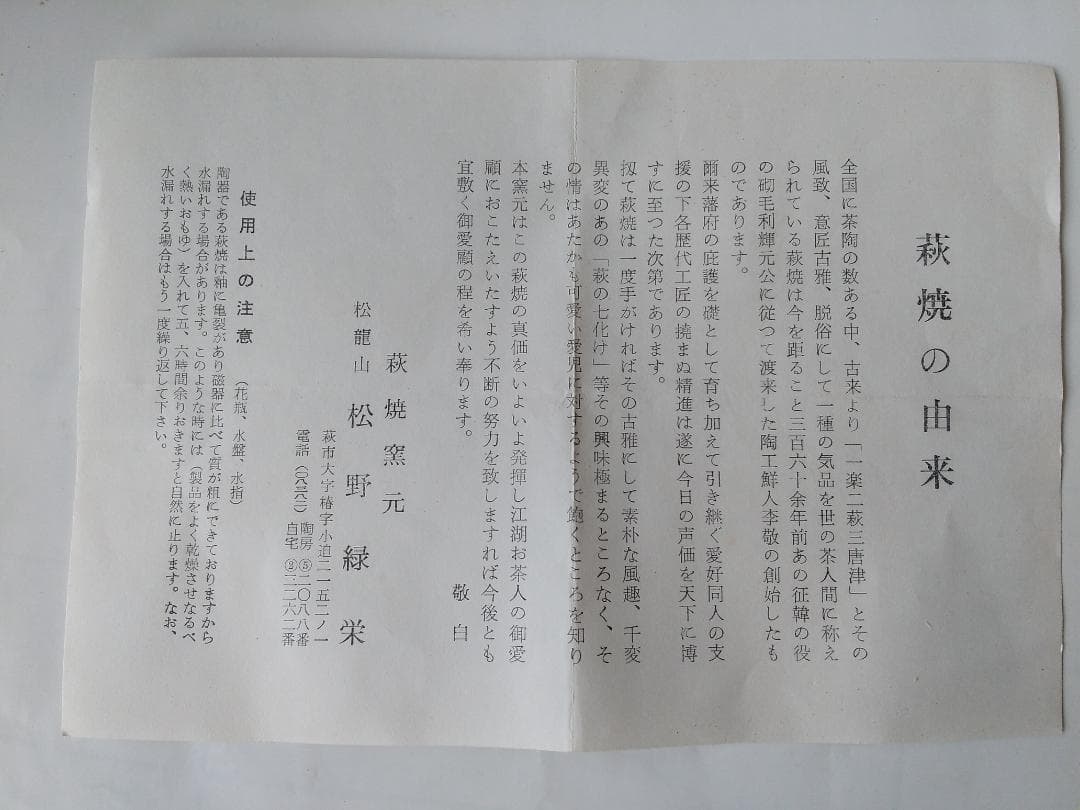 萩焼の由来
全国に茶陶の数ある中、古来より「一楽二萩三唐津」とその
風致、意匠古雅、脱俗にして一種の気品を世の茶人間に称え
られている萩焼は今を距ること三百六十余年前あの征韓の役
の砌毛利輝元公に従つて渡来した陶工鮮人李敬の創始したも
のであります。
爾来藩府の庇護を礎として育ち加えて引き継ぐ愛好同人の支
援の下各歴代工匠の撓まぬ精進は遂に今日の声価を天下に博
すに至つた次第であります。
扨て萩焼は一度手がければその古雅にして素朴な風趣、千変
異変のあの「萩の七化け」等その興味極まるところなく、そ
の情はあたかも可愛い愛児に対するようで飽くところを知り
ません。
本窯元はこの萩焼の真価をいよいよ発揮し江湖お茶人の御愛
顧におこたえいたすよう不断の努力を致しますれば今後とも
宜敷く御愛顧の程を希い奉ります。
敬白
萩焼窯元
松龍山 松野緑栄
萩市大字椿字小迫二一五二ノ一
電話(〇八三八二) 陶房 ⑤二〇八八番
自宅 ②三二六二番
使用上の注意 (花瓶、水盤、水指)
陶器である萩焼は釉に亀裂があり磁器に比べて質が粗にできておりますから
水漏れする場合があります。このような時には(製品をよく乾燥させなるべ
く熱いおもゆ)を入れて五、六時間余りおきますと自然に止ります。なお、
水漏れする場合はもう一度繰り返して下さい。